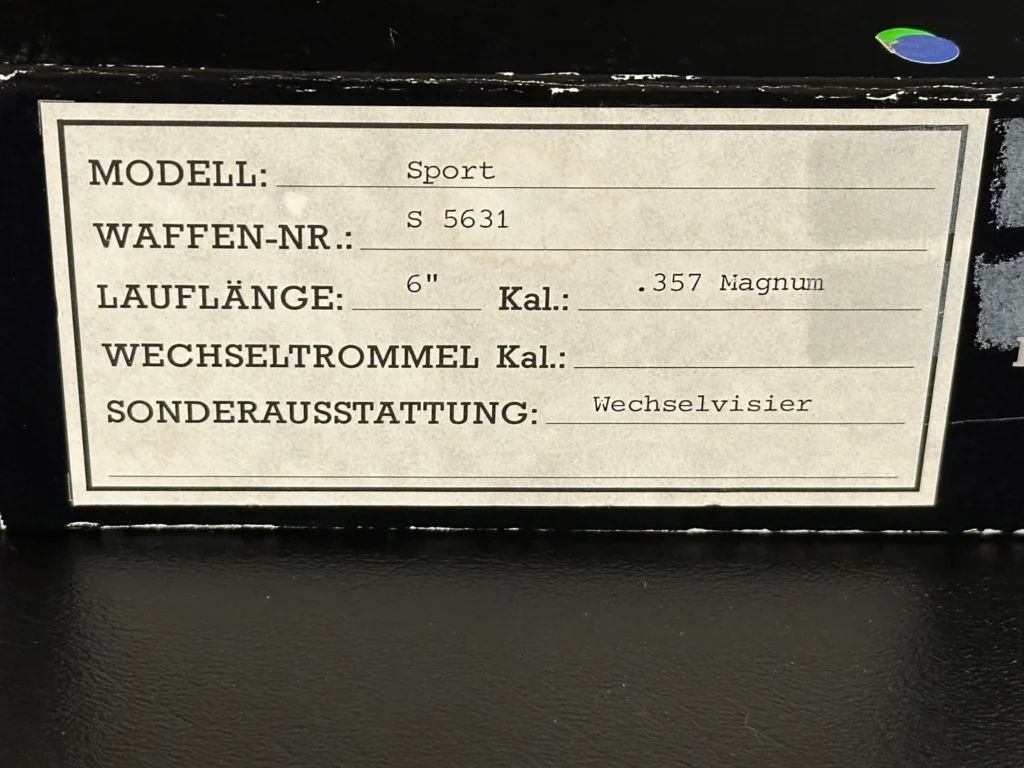 MODELL: Sport
WAFFEN-NR.: S 5631
LAUFLÄNGE: 6" Kal.: .357 Magnum
WECHSELTROMMEL Kal.:
SONDERAUSSTATTUNG: Wechselvisier